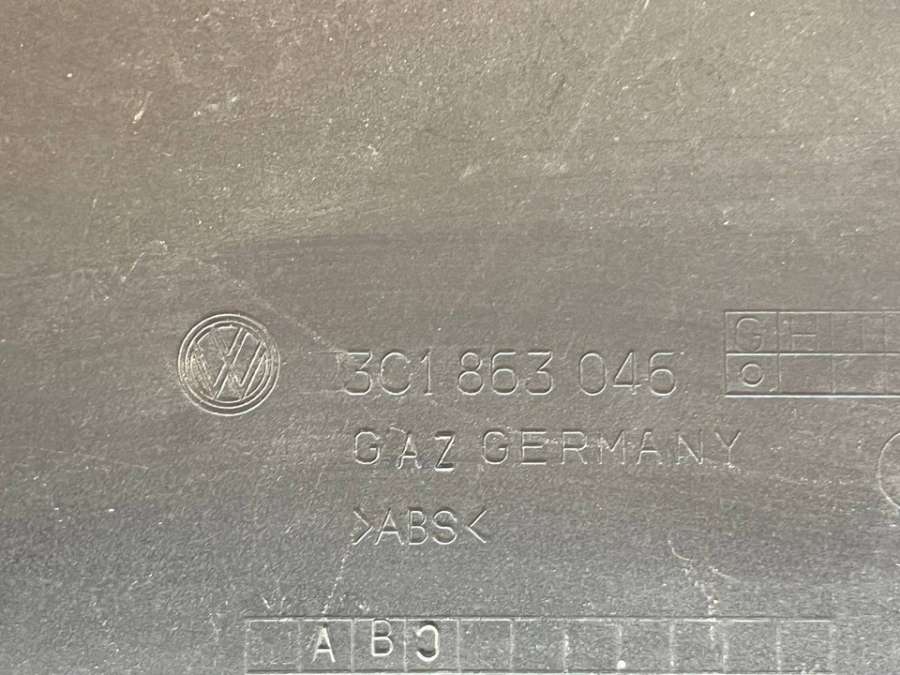 3C1 863 046
G H
O
GAZ GERMANY
>ABS<
A B C